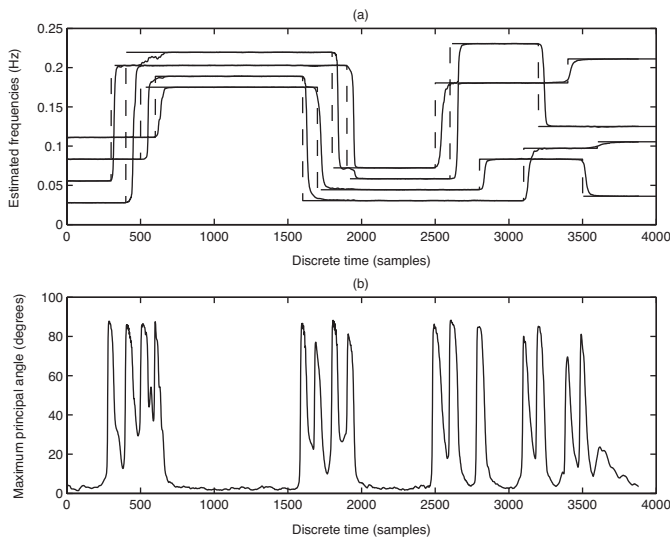 (a)
0.25
0.2
0.15
0.1
0.05
0
Estimated frequencies (Hz)
0 500 1000 1500 2000 2500 3000 3500 4000
Discrete time (samples)
(b)
100
80
60
40
20
0
Maximum principal angle (degrees)
0 500 1000 1500 2000 2500 3000 3500 4000
Discrete time (samples)